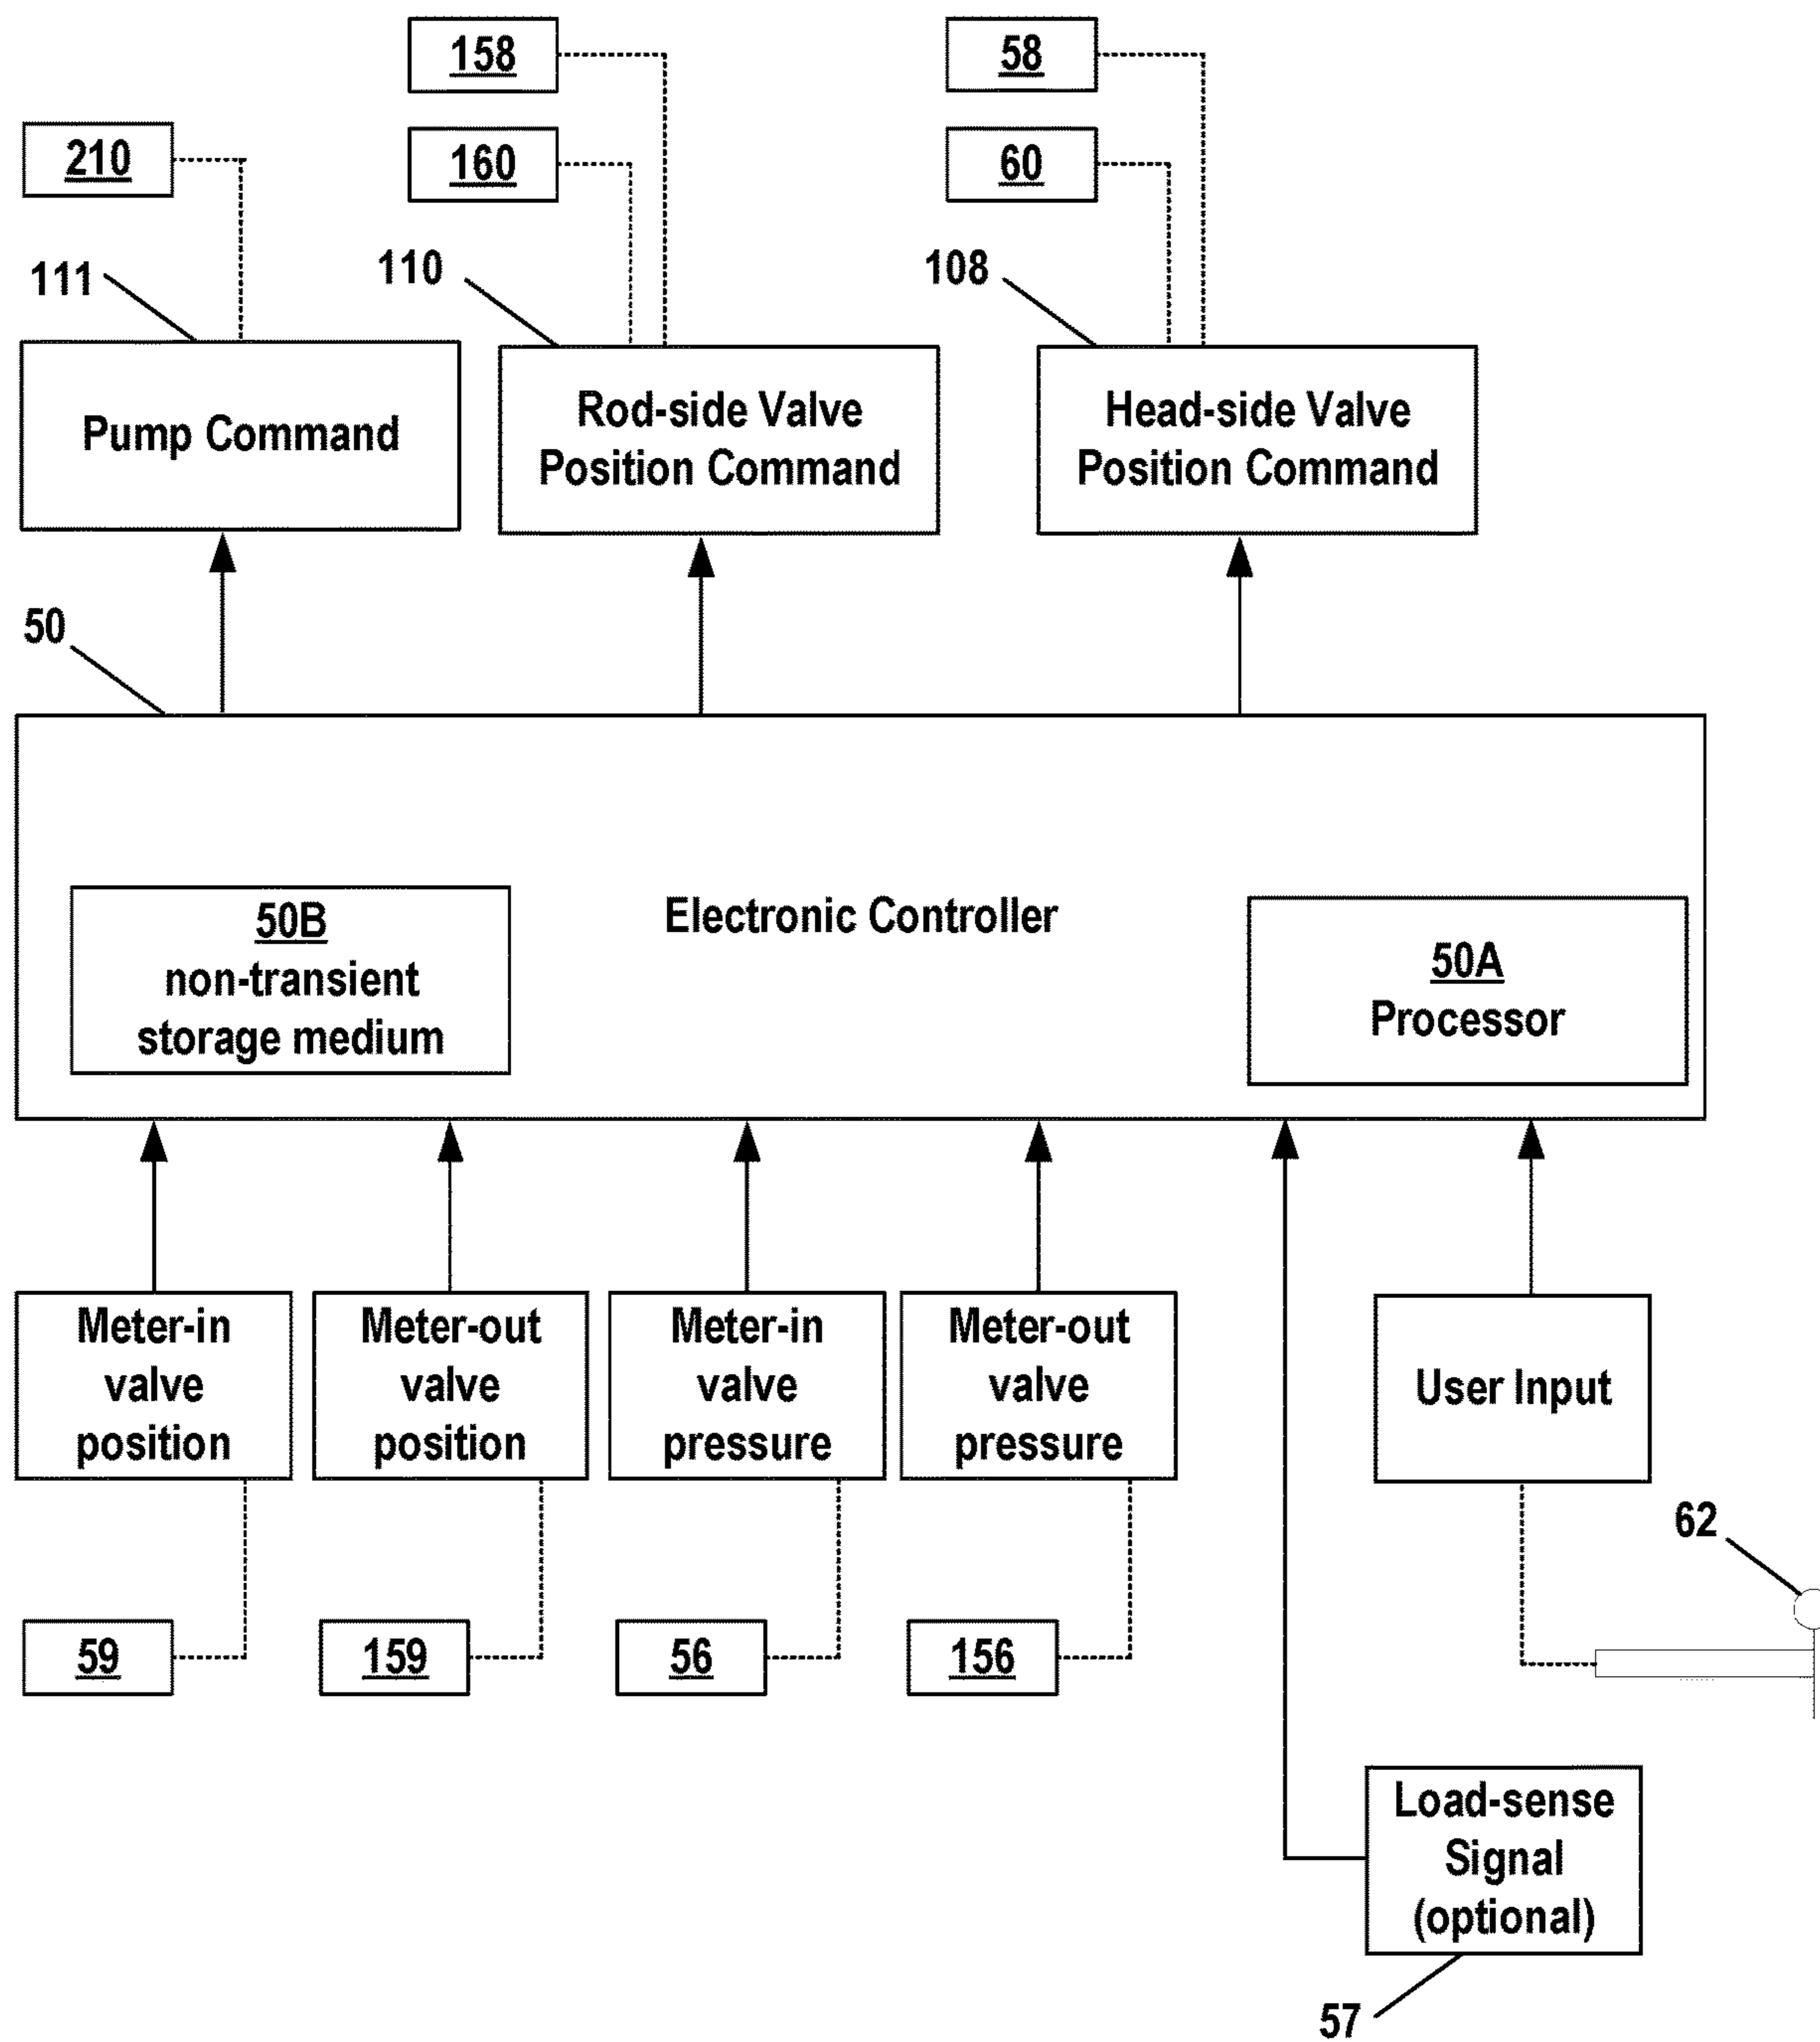 158
58
210
160
60
111
110
108
Pump Command
Rod-side Valve
Position Command
Head-side Valve
Position Command
50
Electronic Controller
50B
non-transient
storage medium
50A
Processor
Meter-in
valve
position
Meter-out
valve
position
Meter-in
valve
pressure
Meter-out
valve
pressure
User Input
62
59
159
56
156
Load-sense
Signal
(optional)
57